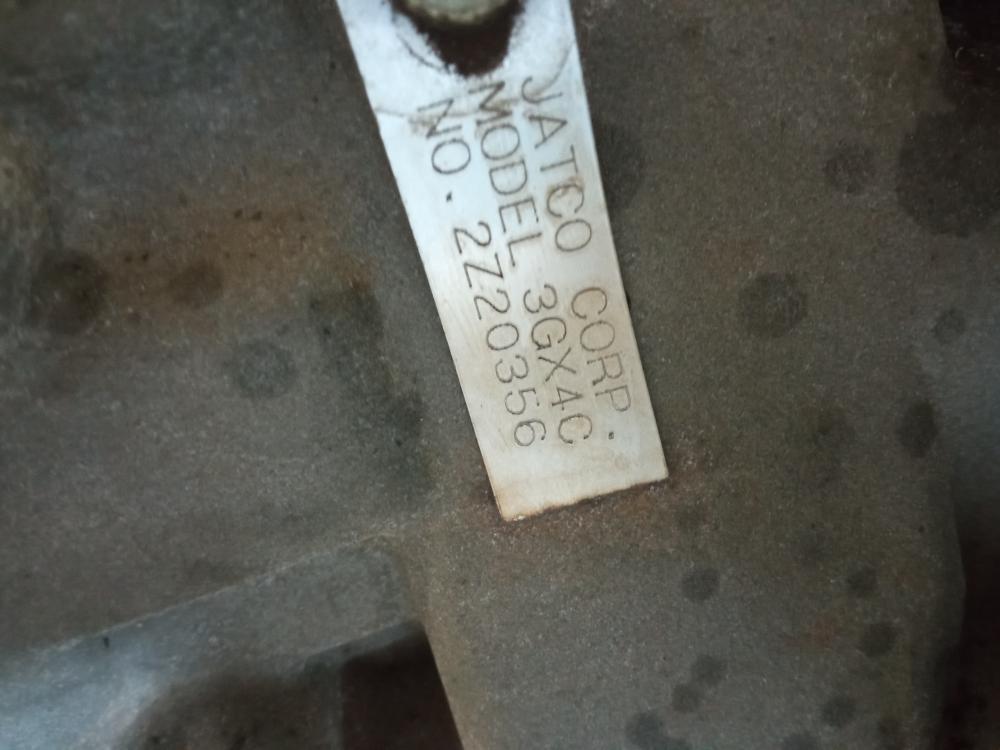 JATCO CORP.
MODEL 3GX4C
NO. 2Z20356